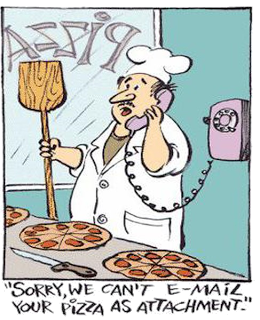 PIZZA
"SORRY, WE CAN'T E-MAIL
YOUR PIZZA AS ATTACHMENT."